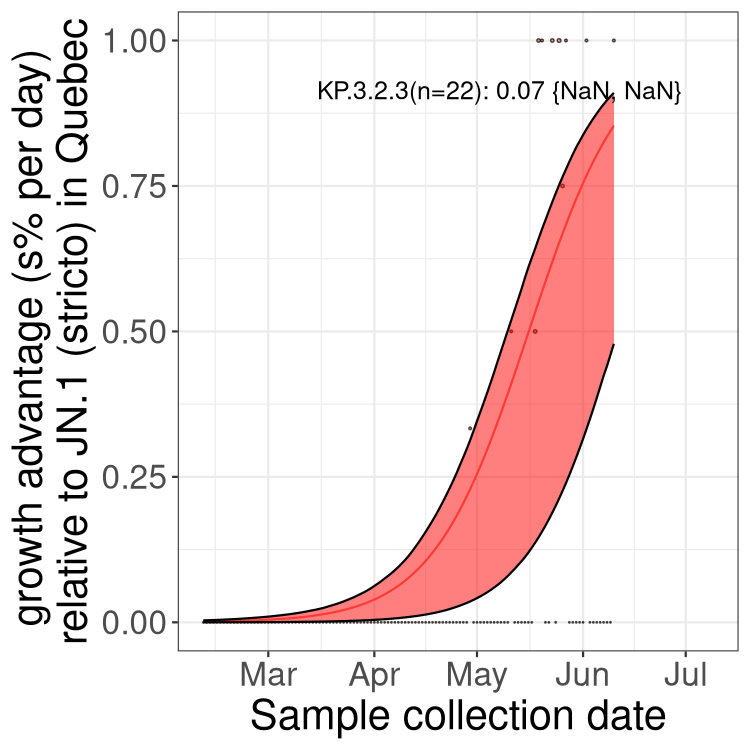 growth advantage (s% per day)
relative to JN.1 (stricto) in Quebec
1.00
0.75
0.50
0.25
0.00
KP.3.2.3(n=22): 0.07 {NaN, NaN}
Mar Apr May Jun Jul
Sample collection date